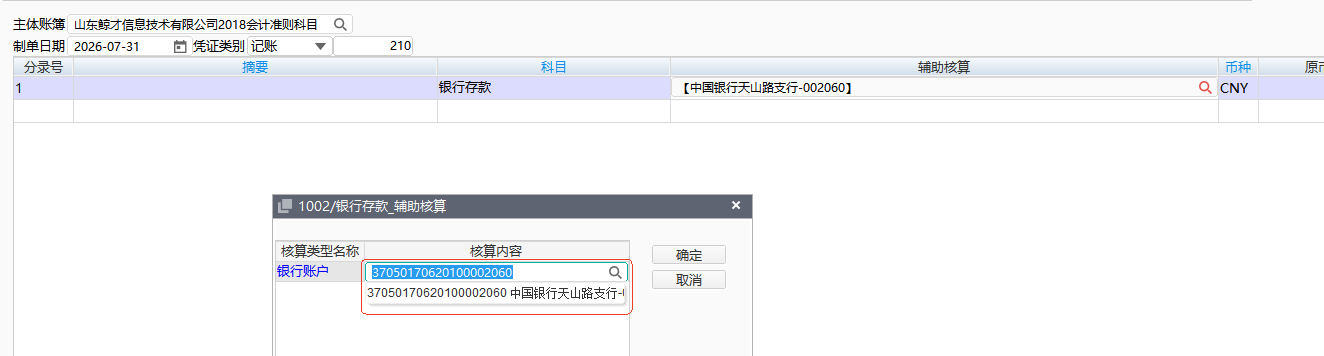 主体账簿 山东鲸才信息技术有限公司2018会计准则科目
制单日期 2026-07-31 凭证类别 记账 210
分录号 摘要 科目 辅助核算 币种 原币
1 银行存款 【中国银行天山路支行-002060】 CNY
1002/银行存款_辅助核算 ×
核算类型名称 核算内容 确定
银行账户 37050170620100002060 取消
37050170620100002060 中国银行天山路支行-